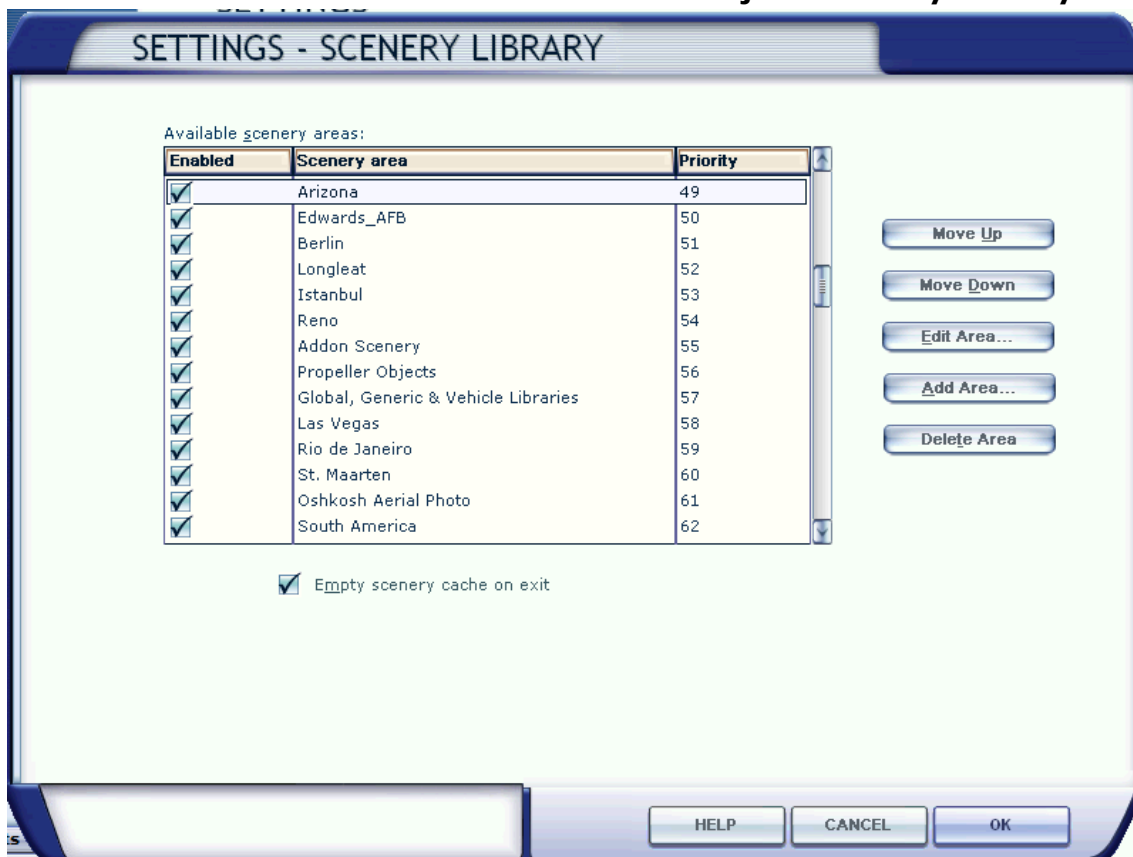 SETTINGS
SETTINGS - SCENERY LIBRARY
Available scenery areas:
Enabled Scenery area Priority
Arizona 49
Edwards_AFB 50
Berlin 51
Longleat 52
Istanbul 53
Reno 54
Addon Scenery 55
Propeller Objects 56
Global, Generic & Vehicle Libraries 57
Las Vegas 58
Rio de Janeiro 59
St. Maarten 60
Oshkosh Aerial Photo 61
South America 62
Move Up
Move Down
Edit Area...
Add Area...
Delete Area
Empty scenery cache on exit
HELP CANCEL OK